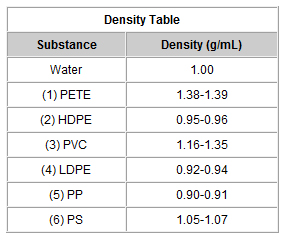 Density Table
Substance Density (g/mL)
Water 1.00
(1) PETE 1.38-1.39
(2) HDPE 0.95-0.96
(3) PVC 1.16-1.35
(4) LDPE 0.92-0.94
(5) PP 0.90-0.91
(6) PS 1.05-1.07